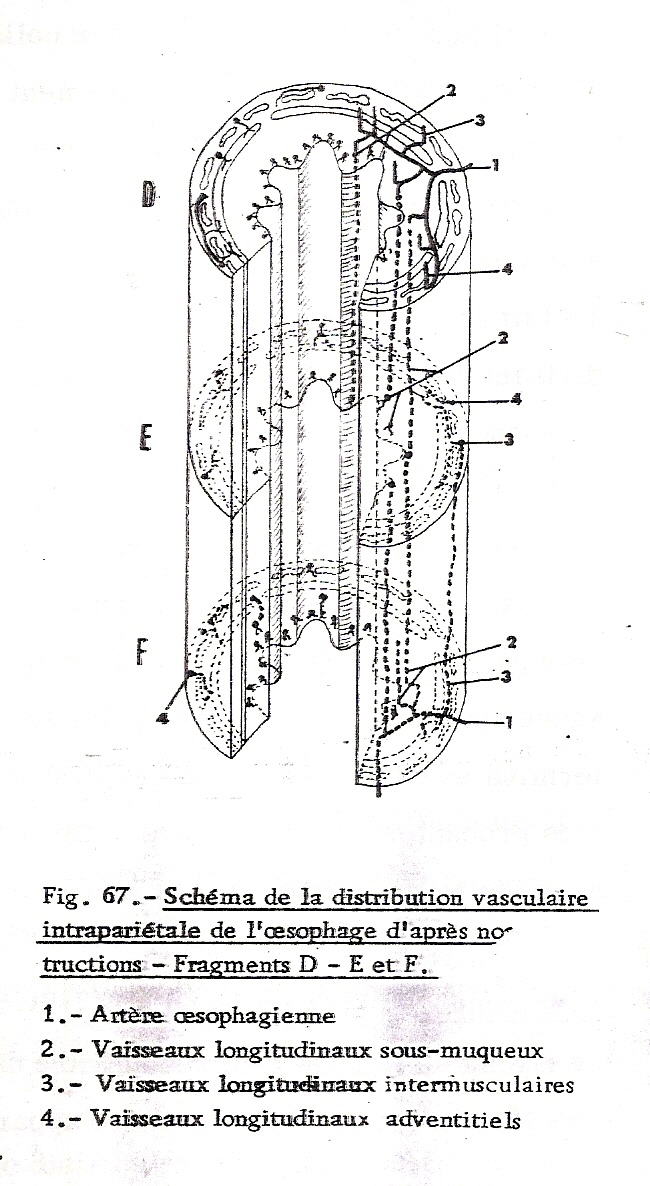 2
3
1
D
4
2
4
E
3
F
2
3
4
1
Fig. 67.- Schéma de la distribution vasculaire
intrapariétale de l'œsophage d'après no
tructions - Fragments D - E et F.
1.- Artère œsophagienne
2.- Vaisseaux longitudinaux sous-muqueux
3.- Vaisseaux longitudinaux intermusculaires
4.- Vaisseaux longitudinaux adventitiels